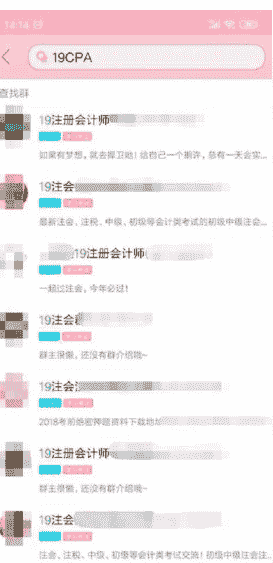 14:14
19CPA
查找群
19注册会计师
如果有梦想，就去捍卫她！给自己一个期许，总有一天会实...
19注会
最新注会、注税、中级、初级等会计类考试的初级中级注会...
19注册会计师
一起过注会，今年必过！
19注会群
群主很懒，还没有群介绍哦~
19注会
2018考前绝密押题资料下载地址
19注册会计师
群主很懒，还没有群介绍哦~
19注会
注会、注税、中级、初级等会计类考试交流！初级中级注会注...